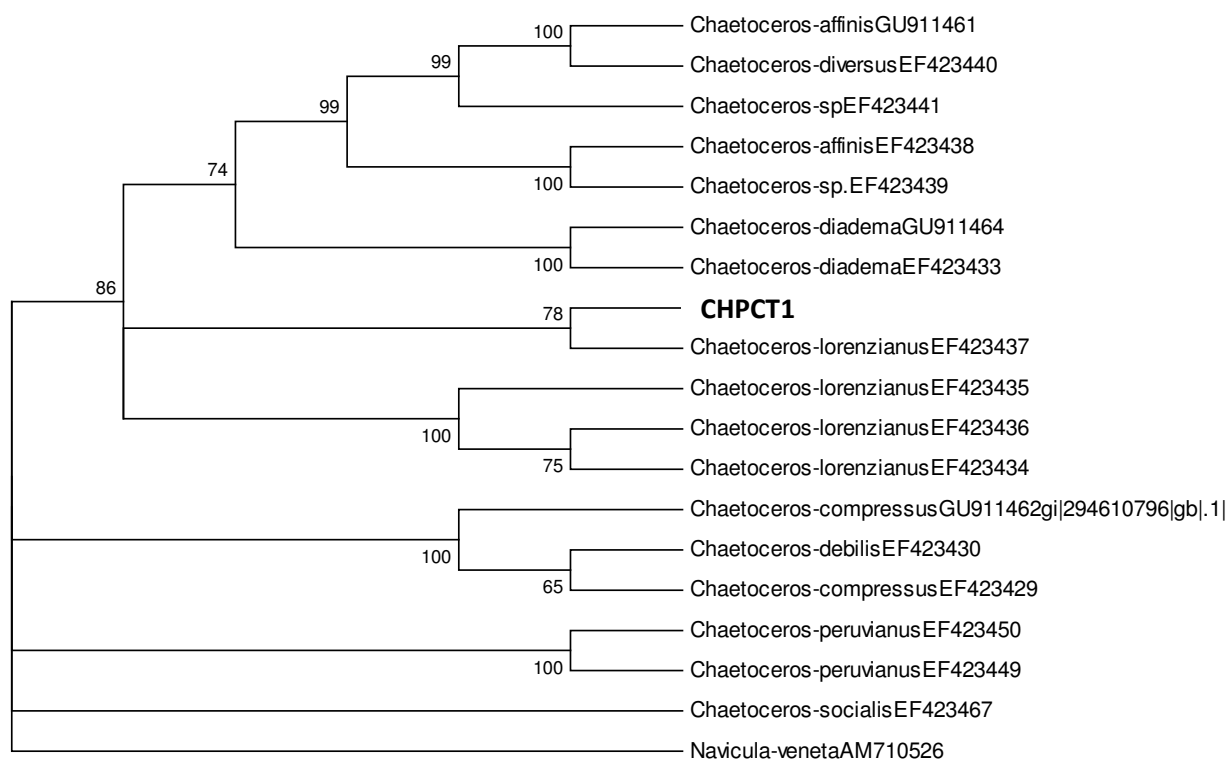 Chaetoceros-affinisGU911461
100
Chaetoceros-diversusEF423440
99
Chaetoceros-spEF423441
99
Chaetoceros-affinisEF423438
100
Chaetoceros-sp.EF423439
74
Chaetoceros-diademaGU911464
100
Chaetoceros-diademaEF423433
86
CHPCT1
78
Chaetoceros-lorenzianusEF423437
Chaetoceros-lorenzianusEF423435
100
Chaetoceros-lorenzianusEF423436
75
Chaetoceros-lorenzianusEF423434
Chaetoceros-compressusGU911462gi|294610796|gb|.1|
100
Chaetoceros-debilisEF423430
65
Chaetoceros-compressusEF423429
Chaetoceros-peruvianusEF423450
100
Chaetoceros-peruvianusEF423449
Chaetoceros-socialisEF423467
Navicula-venetaAM710526